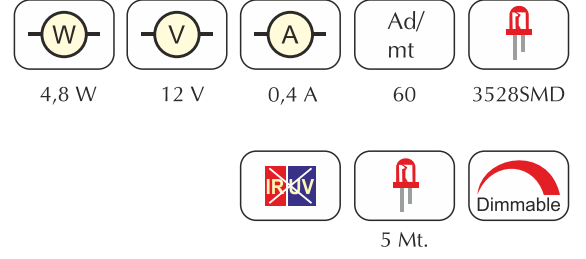 W V A Ad/
mt
4,8 W 12 V 0,4 A 60 3528SMD
IR UV Dimmable
5 Mt.